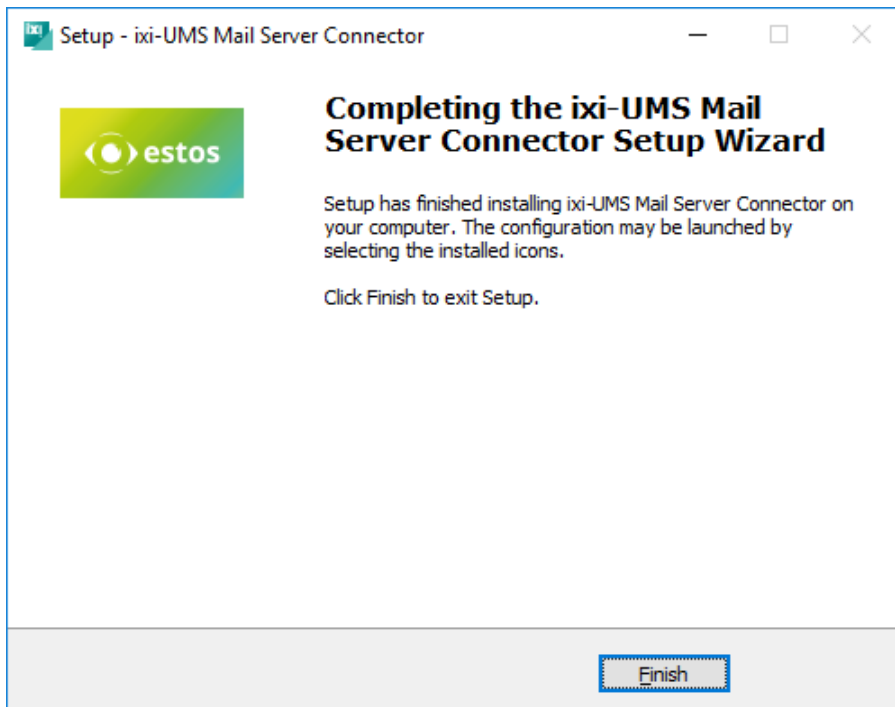 ixi
Setup - ixi-UMS Mail Server Connector
estos
Completing the ixi-UMS Mail
Server Connector Setup Wizard
Setup has finished installing ixi-UMS Mail Server Connector on
your computer. The configuration may be launched by
selecting the installed icons.
Click Finish to exit Setup.
Finish